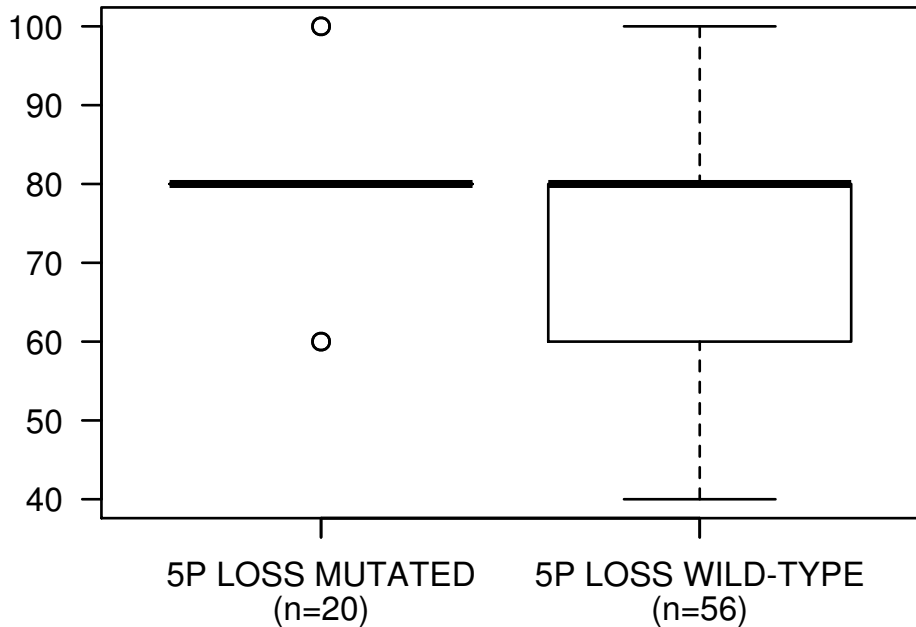 100
90
80
70
60
50
40
5P LOSS MUTATED
(n=20)
5P LOSS WILD-TYPE
(n=56)